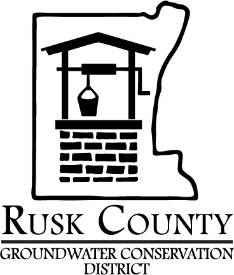 RUSK COUNTY
GROUNDWATER CONSERVATION
DISTRICT